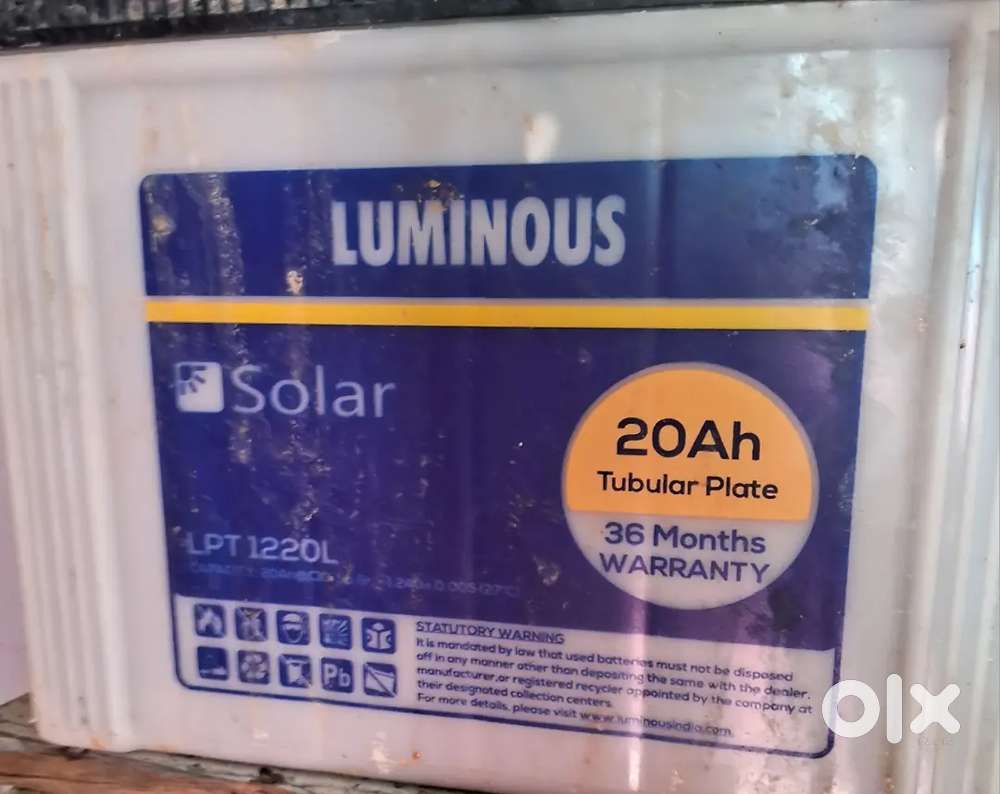 LUMINOUS
Solar
20Ah
Tubular Plate
36 Months
WARRANTY
LPT 1220L
STATUTORY WARNING
It is mandated by law that used batteries must not be disposed
off in any manner other than depositing the same with the dealer,
manufacturer,or registered recycler appointed by the company at
their designated collection centers.
For more details, please visit www.luminousindia.com
Pb
olx